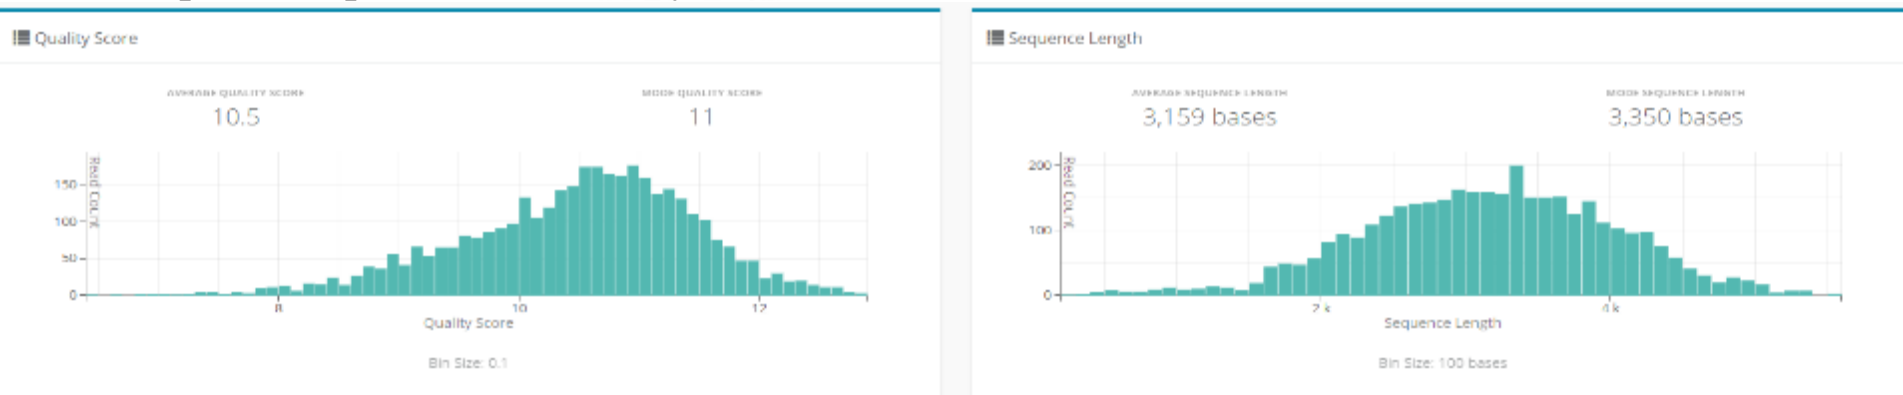 Quality Score
AVERAGE QUALITY SCORE
MODE QUALITY SCORE
10.5
11
Read Count
150
100
50
0
8
10
12
Quality Score
Bin Size: 0.1
Sequence Length
AVERAGE SEQUENCE LENGTH
MODE SEQUENCE LENGTH
3,159 bases
3,350 bases
Read Count
200
100
0
2 k
4 k
Sequence Length
Bin Size: 100 bases